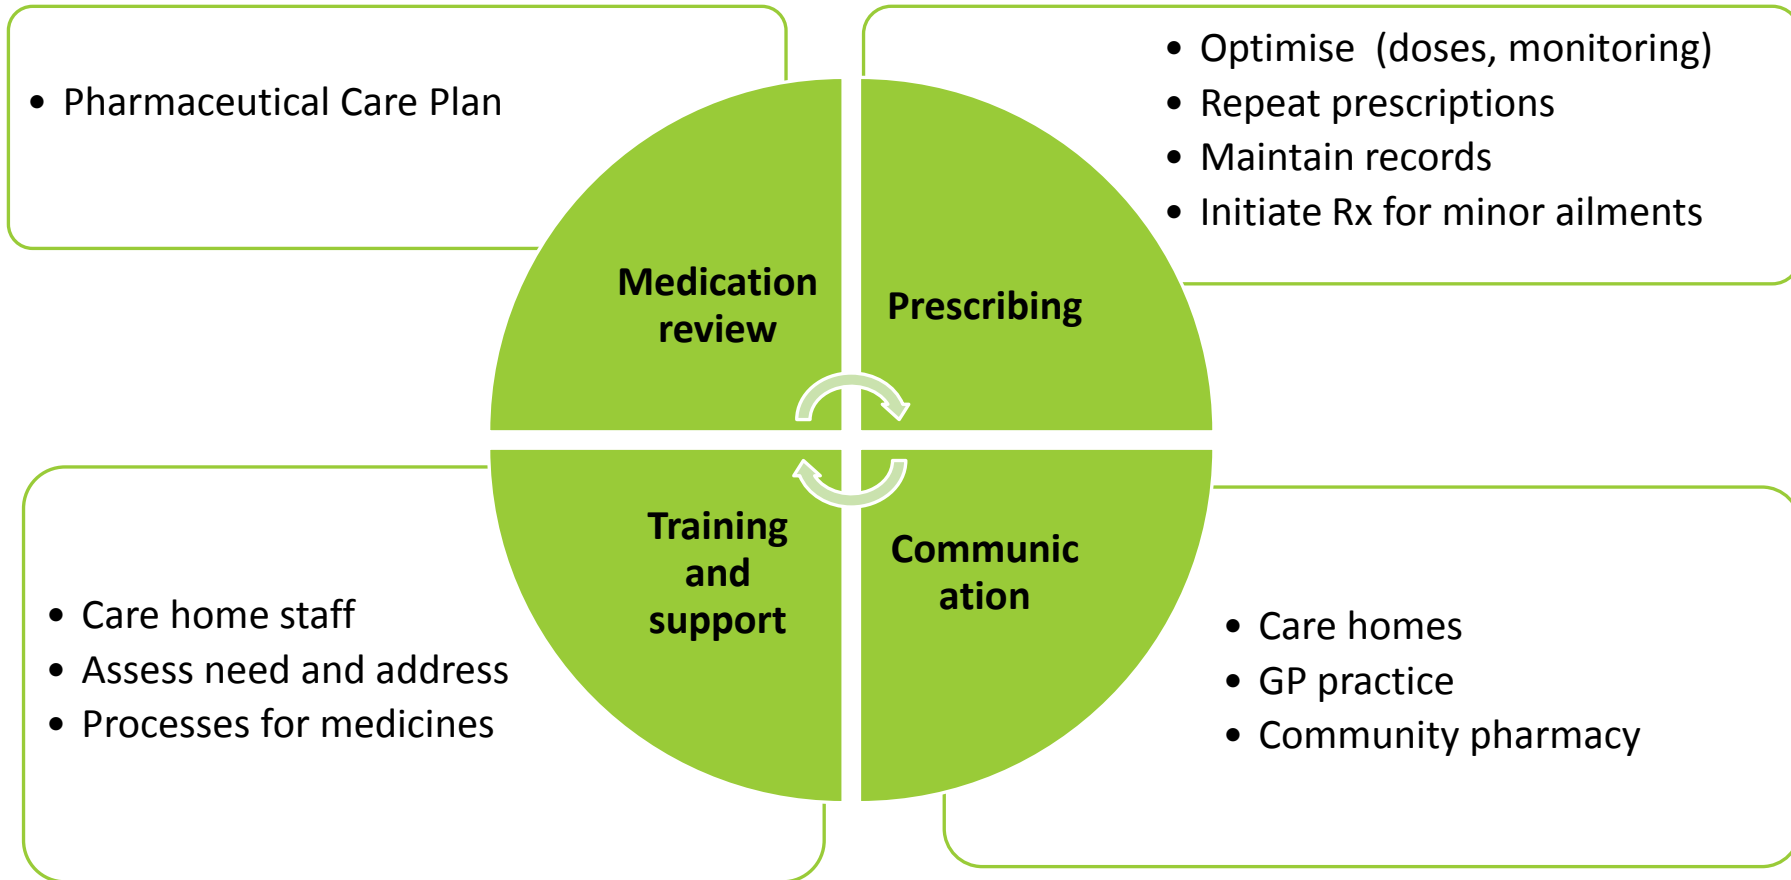 • Pharmaceutical Care Plan
• Optimise  (doses, monitoring)
• Repeat prescriptions
• Maintain records
• Initiate Rx for minor ailments
Medication
review
Prescribing
Training
and
support
Communic
ation
• Care home staff
• Assess need and address
• Processes for medicines
• Care homes
• GP practice
• Community pharmacy